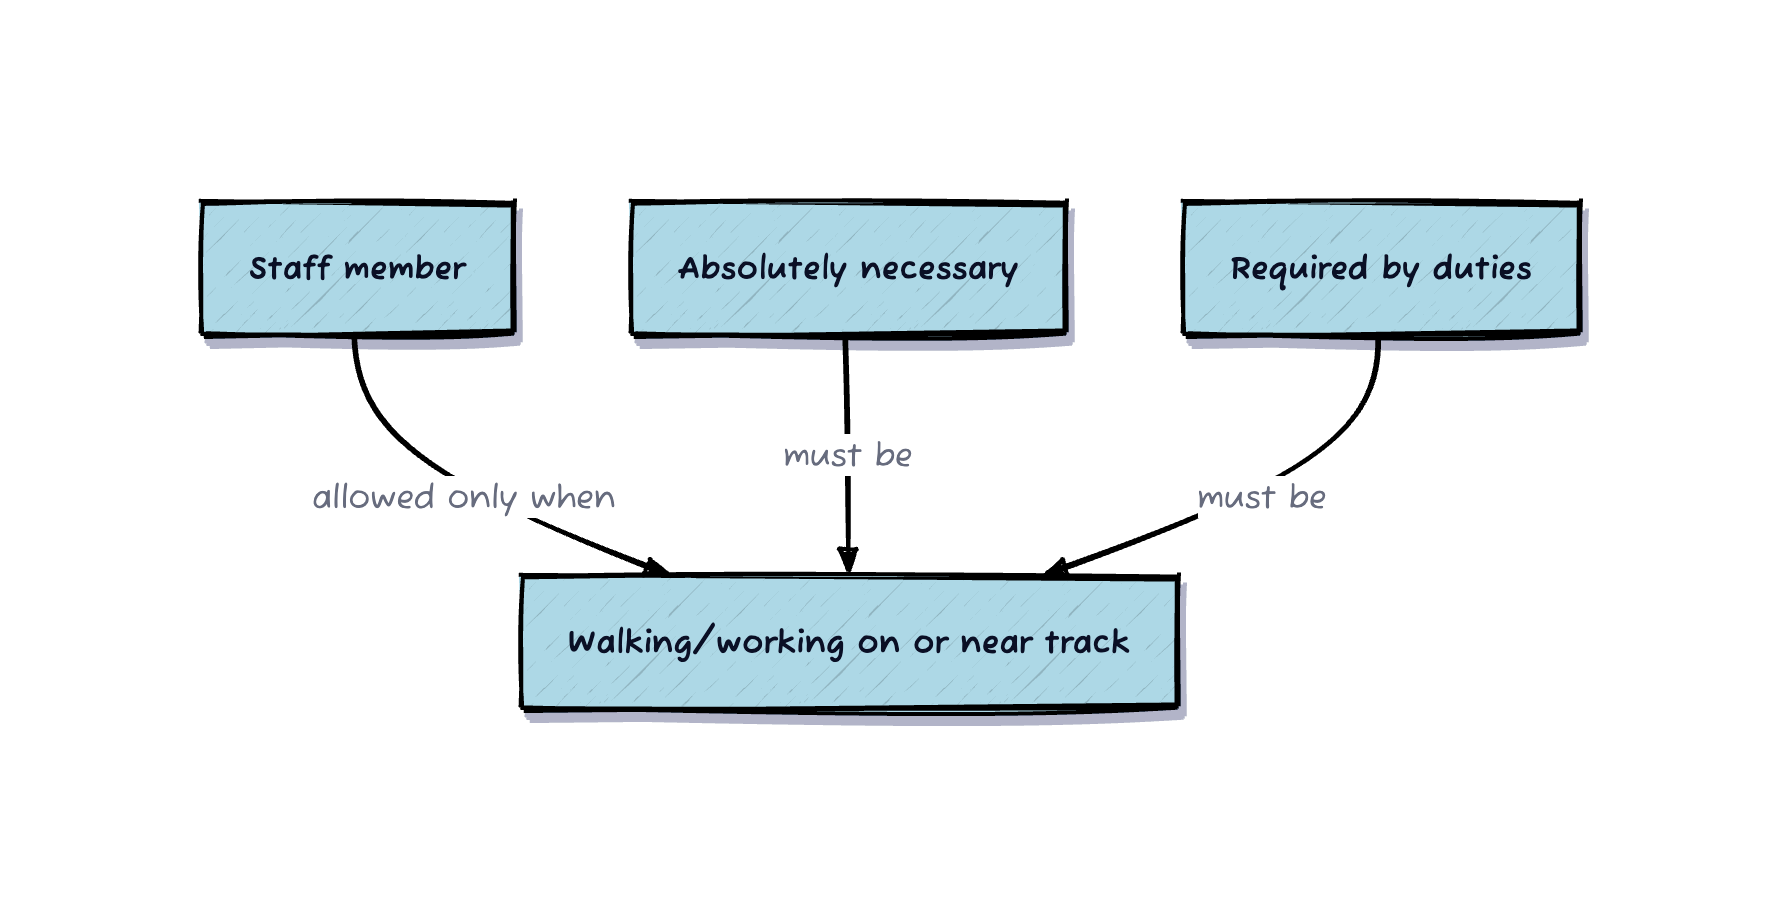 Staff member
Absolutely necessary
Required by duties
must be
allowed only when
must be
Walking/working on or near track